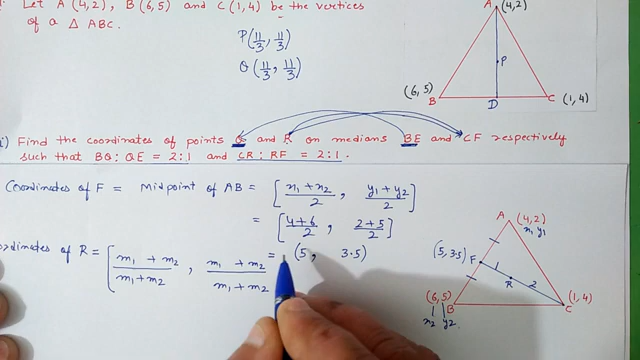 Let A(4,2), B(6,5) and C(1,4) be the vertices
of a Δ ABC.
P(11/3, 11/3)
Q(11/3, 11/3)
A (4,2)
P
(6,5)
B
D
C
(1,4)
i) Find the coordinates of points Q and R on medians BE and CF respectively
such that BQ:QE = 2:1 and CR:RF = 2:1.
Coordinates of F = Midpoint of AB = [x1+x2/2, y1+y2/2]
= [4+6/2, 2+5/2]
= (5, 3.5)
ordinates of R = [m1 + m2/m1+m2, m1 + m2/m1+m2
A
(4,2)
x1 y1
(5,3.5)
F
1
R
2
(6,5)
B
(1,4)
C
x2 y2